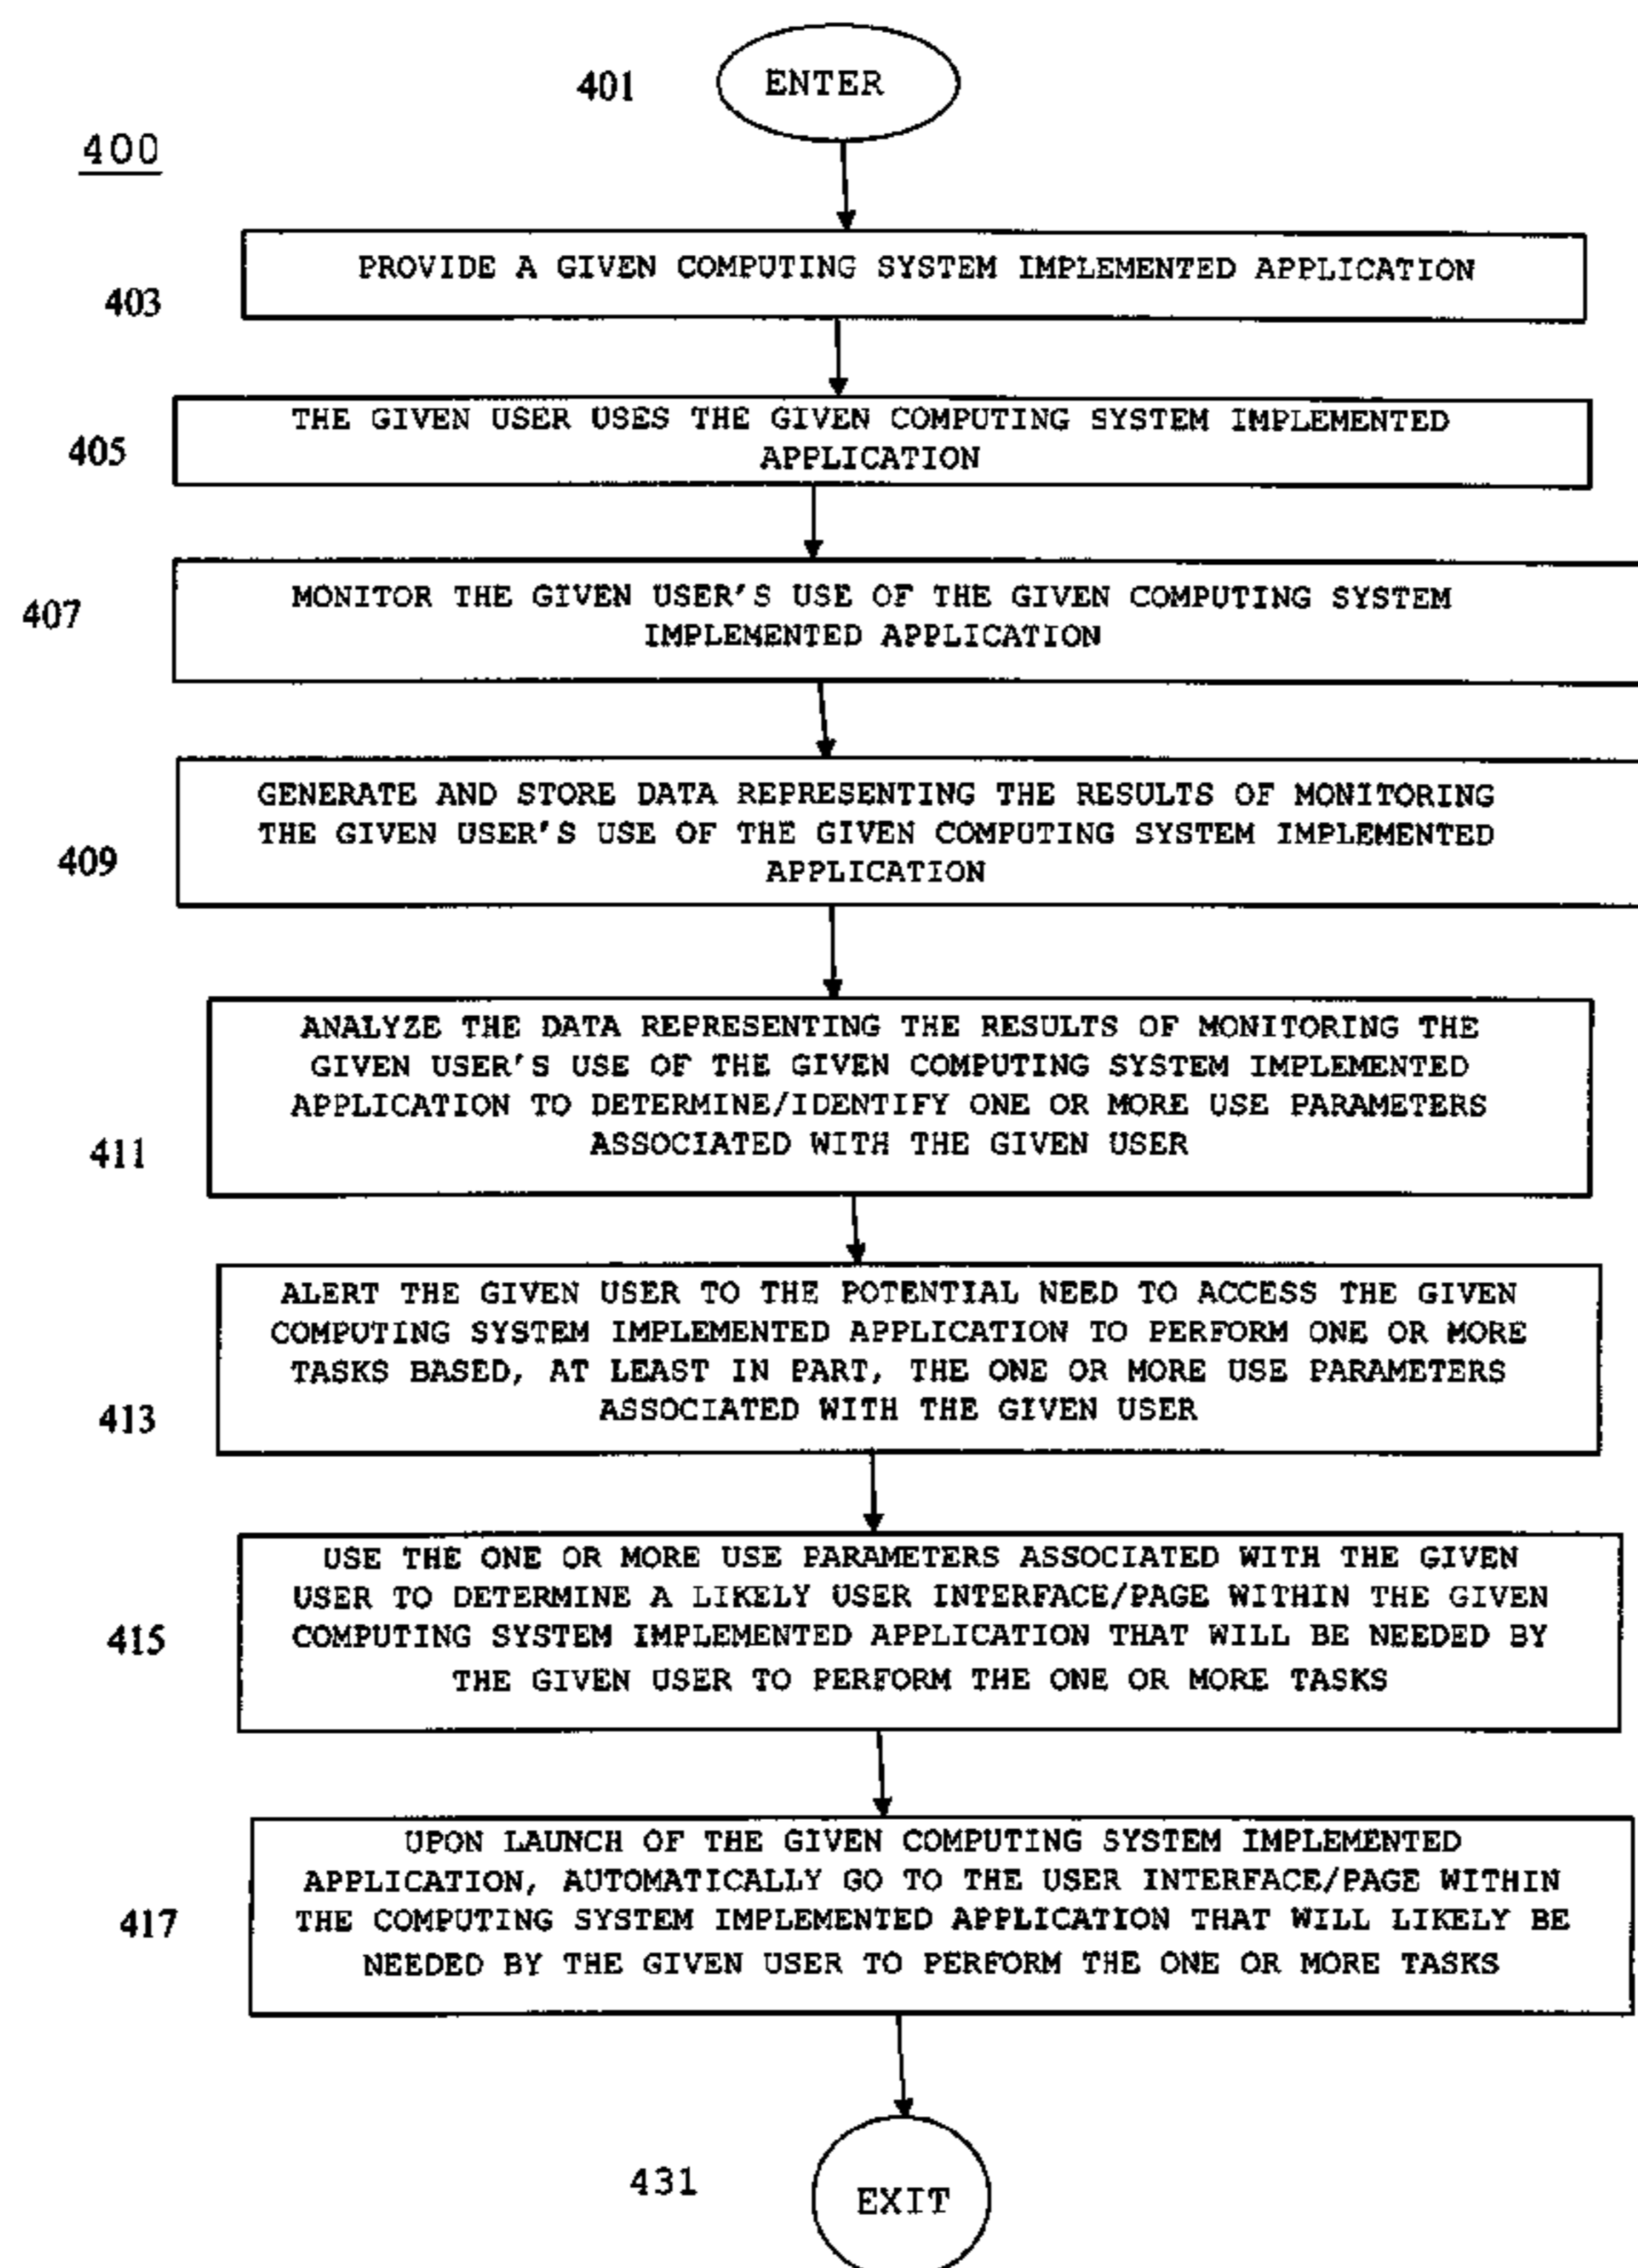 401
ENTER
400
PROVIDE A GIVEN COMPUTING SYSTEM IMPLEMENTED APPLICATION
403
THE GIVEN USER USES THE GIVEN COMPUTING SYSTEM IMPLEMENTED
APPLICATION
405
MONITOR THE GIVEN USER'S USE OF THE GIVEN COMPUTING SYSTEM
IMPLEMENTED APPLICATION
407
GENERATE AND STORE DATA REPRESENTING THE RESULTS OF MONITORING
THE GIVEN USER'S USE OF THE GIVEN COMPUTING SYSTEM IMPLEMENTED
APPLICATION
409
ANALYZE THE DATA REPRESENTING THE RESULTS OF MONITORING THE
GIVEN USER'S USE OF THE GIVEN COMPUTING SYSTEM IMPLEMENTED
APPLICATION TO DETERMINE/IDENTIFY ONE OR MORE USE PARAMETERS
ASSOCIATED WITH THE GIVEN USER
411
ALERT THE GIVEN USER TO THE POTENTIAL NEED TO ACCESS THE GIVEN
COMPUTING SYSTEM IMPLEMENTED APPLICATION TO PERFORM ONE OR MORE
TASKS BASED, AT LEAST IN PART, THE ONE OR MORE USE PARAMETERS
ASSOCIATED WITH THE GIVEN USER
413
USE THE ONE OR MORE USE PARAMETERS ASSOCIATED WITH THE GIVEN
USER TO DETERMINE A LIKELY USER INTERFACE/PAGE WITHIN THE GIVEN
COMPUTING SYSTEM IMPLEMENTED APPLICATION THAT WILL BE NEEDED BY
THE GIVEN USER TO PERFORM THE ONE OR MORE TASKS
415
UPON LAUNCH OF THE GIVEN COMPUTING SYSTEM IMPLEMENTED
APPLICATION, AUTOMATICALLY GO TO THE USER INTERFACE/PAGE WITHIN
THE COMPUTING SYSTEM IMPLEMENTED APPLICATION THAT WILL LIKELY BE
NEEDED BY THE GIVEN USER TO PERFORM THE ONE OR MORE TASKS
417
431
EXIT